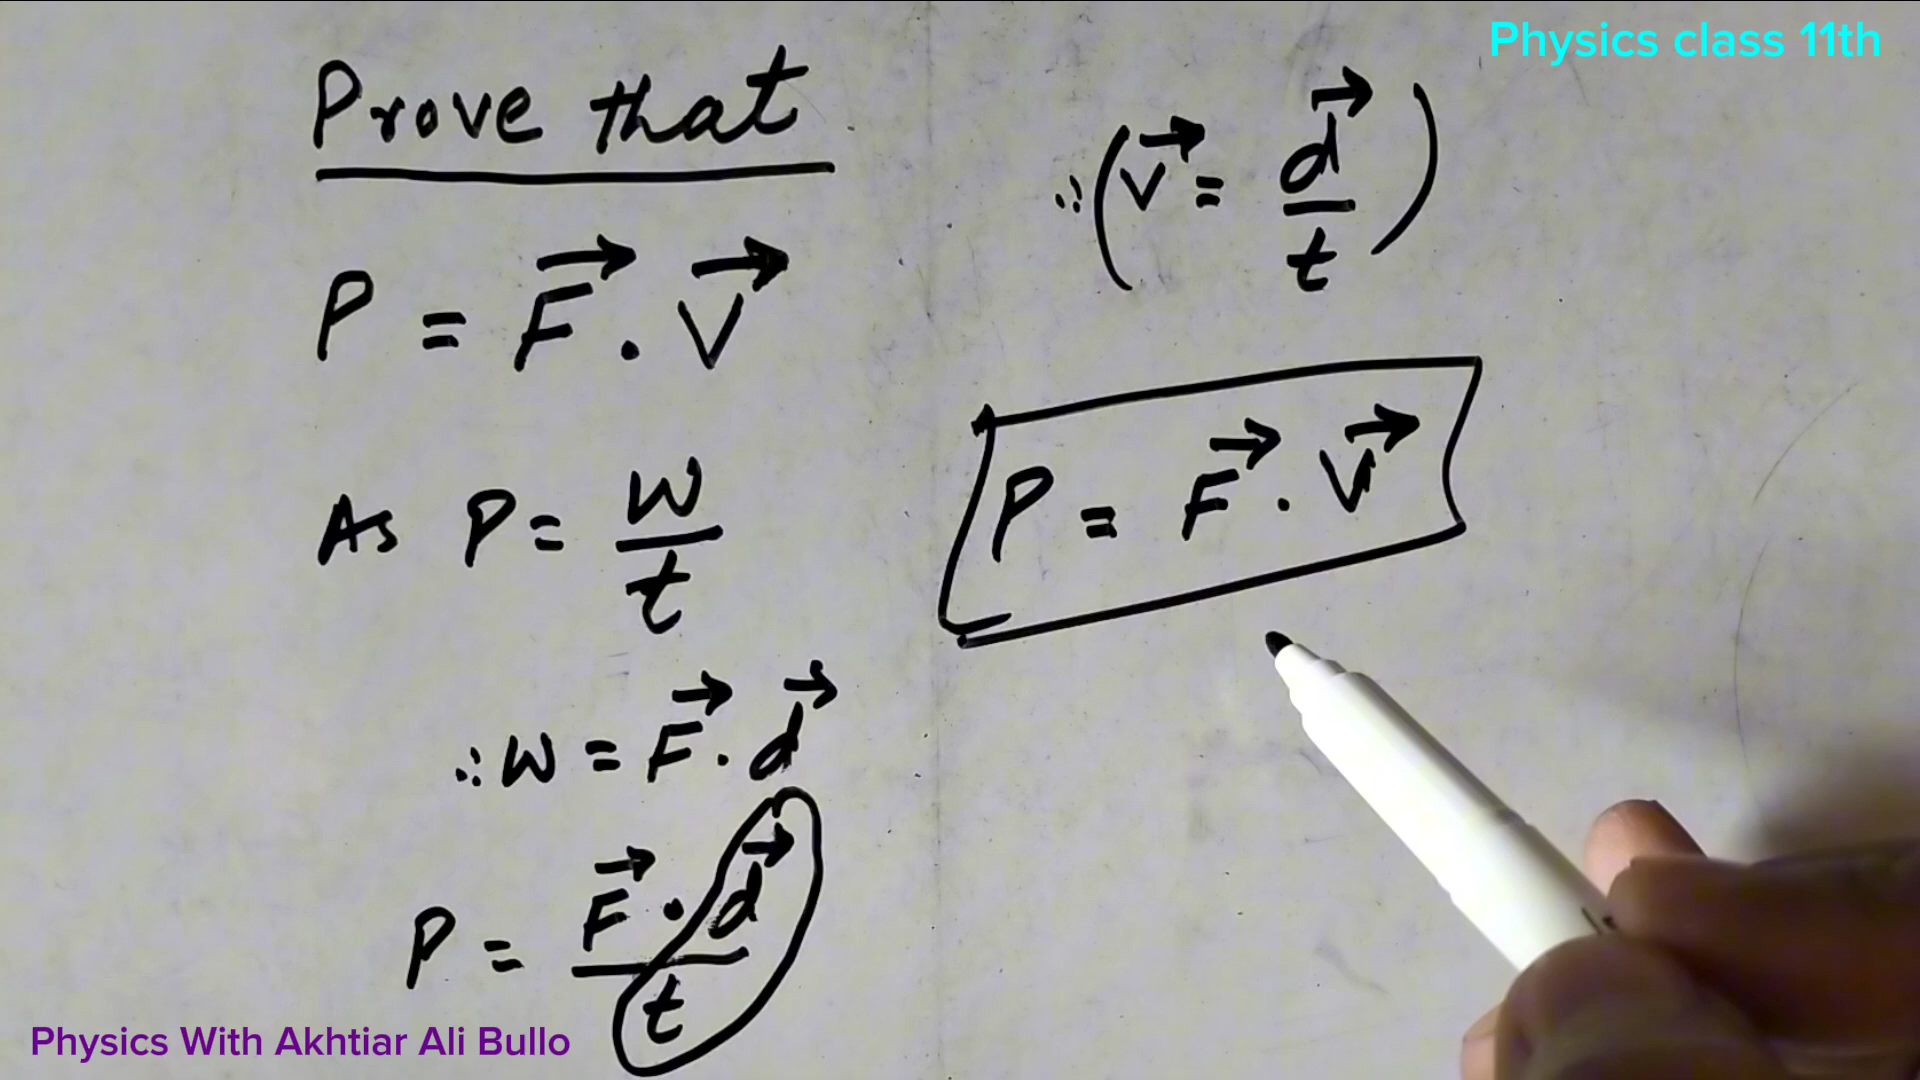 Physics class 11th
Prove that
P = F⃗ . V⃗
As P = W/t
∴ W = F⃗ . d⃗
P = F⃗ . d⃗ / t
∴ (V⃗ = d⃗/t)
P = F⃗ . V⃗
Physics With Akhtiar Ali Bullo